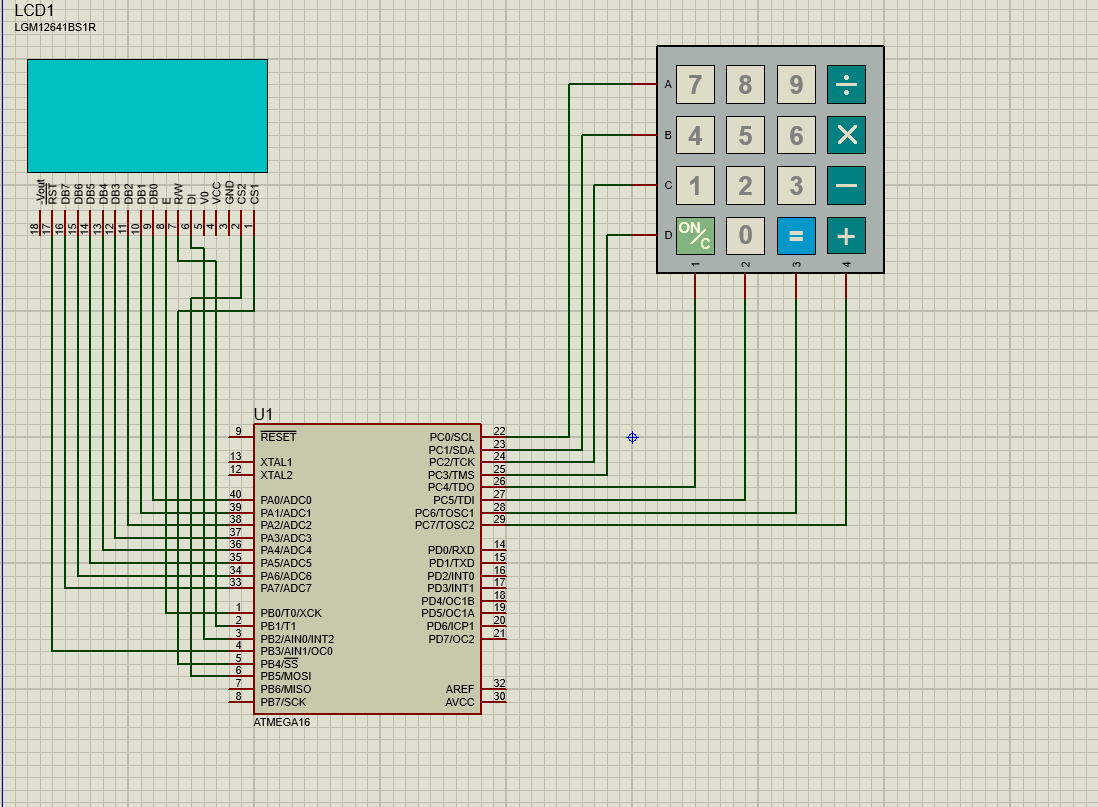 LCD1
LGM12641BS1R
-Vout
RST
DB7
DB6
DB5
DB4
DB3
DB2
DB1
DB0
E
R/W
DI
V0
VCC
GND
CS2
CS1
18
17
16
15
14
13
12
11
10
9
8
7
6
5
4
3
2
1
A 7 8 9 ÷
B 4 5 6 ×
C 1 2 3 −
D ON/C 0 = +
1 2 3 4
U1
9 RESET
13 XTAL1
12 XTAL2
40 PA0/ADC0
39 PA1/ADC1
38 PA2/ADC2
37 PA3/ADC3
36 PA4/ADC4
35 PA5/ADC5
34 PA6/ADC6
33 PA7/ADC7
1 PB0/T0/XCK
2 PB1/T1
3 PB2/AIN0/INT2
4 PB3/AIN1/OC0
5 PB4/SS
6 PB5/MOSI
7 PB6/MISO
8 PB7/SCK
PC0/SCL 22
PC1/SDA 23
PC2/TCK 24
PC3/TMS 25
PC4/TDO 26
PC5/TDI 27
PC6/TOSC1 28
PC7/TOSC2 29
PD0/RXD 14
PD1/TXD 15
PD2/INT0 16
PD3/INT1 17
PD4/OC1B 18
PD5/OC1A 19
PD6/ICP1 20
PD7/OC2 21
AREF 32
AVCC 30
ATMEGA16